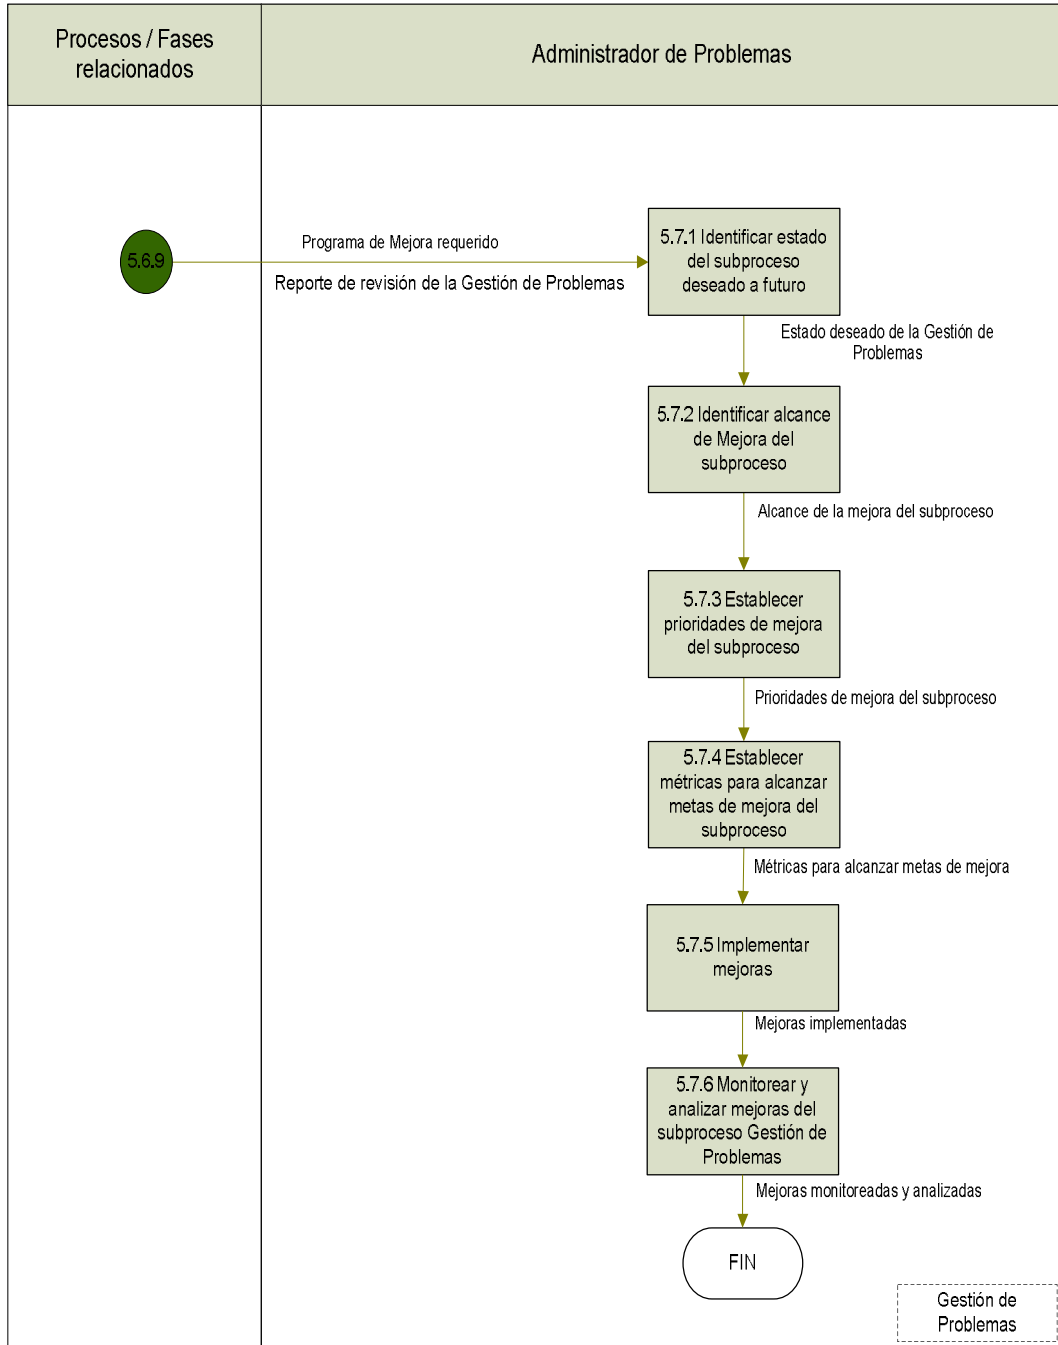 Procesos / Fases
relacionados
Administrador de Problemas
5.6.9
Programa de Mejora requerido
Reporte de revisión de la Gestión de Problemas
5.7.1 Identificar estado
del subproceso
deseado a futuro
Estado deseado de la Gestión de
Problemas
5.7.2 Identificar alcance
de Mejora del
subproceso
Alcance de la mejora del subproceso
5.7.3 Establecer
prioridades de mejora
del subproceso
Prioridades de mejora del subproceso
5.7.4 Establecer
métricas para alcanzar
metas de mejora del
subproceso
Métricas para alcanzar metas de mejora
5.7.5 Implementar
mejoras
Mejoras implementadas
5.7.6 Monitorear y
analizar mejoras del
subproceso Gestión de
Problemas
Mejoras monitoreadas y analizadas
FIN
Gestión de
Problemas